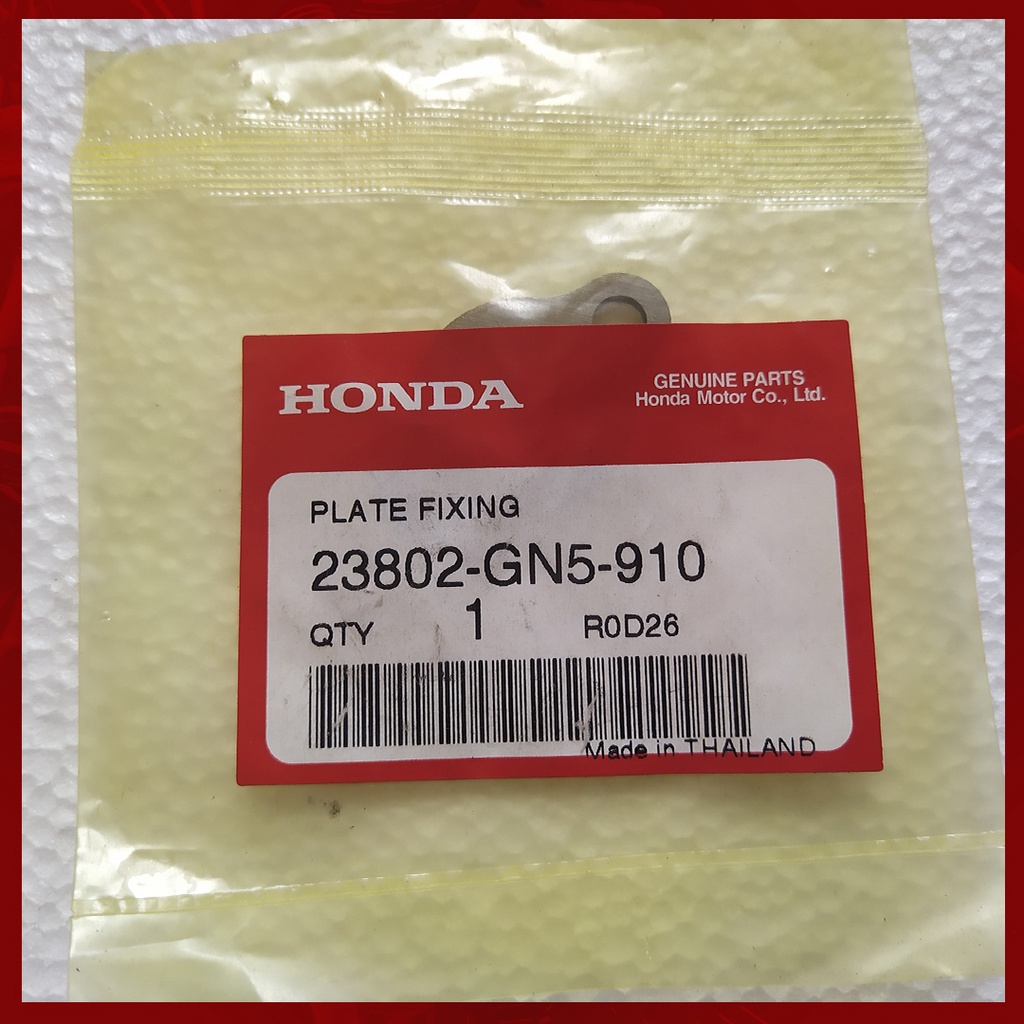 HONDA
GENUINE PARTS
Honda Motor Co., Ltd.
PLATE FIXING
23802-GN5-910
QTY 1 R0D26
Made in THAILAND